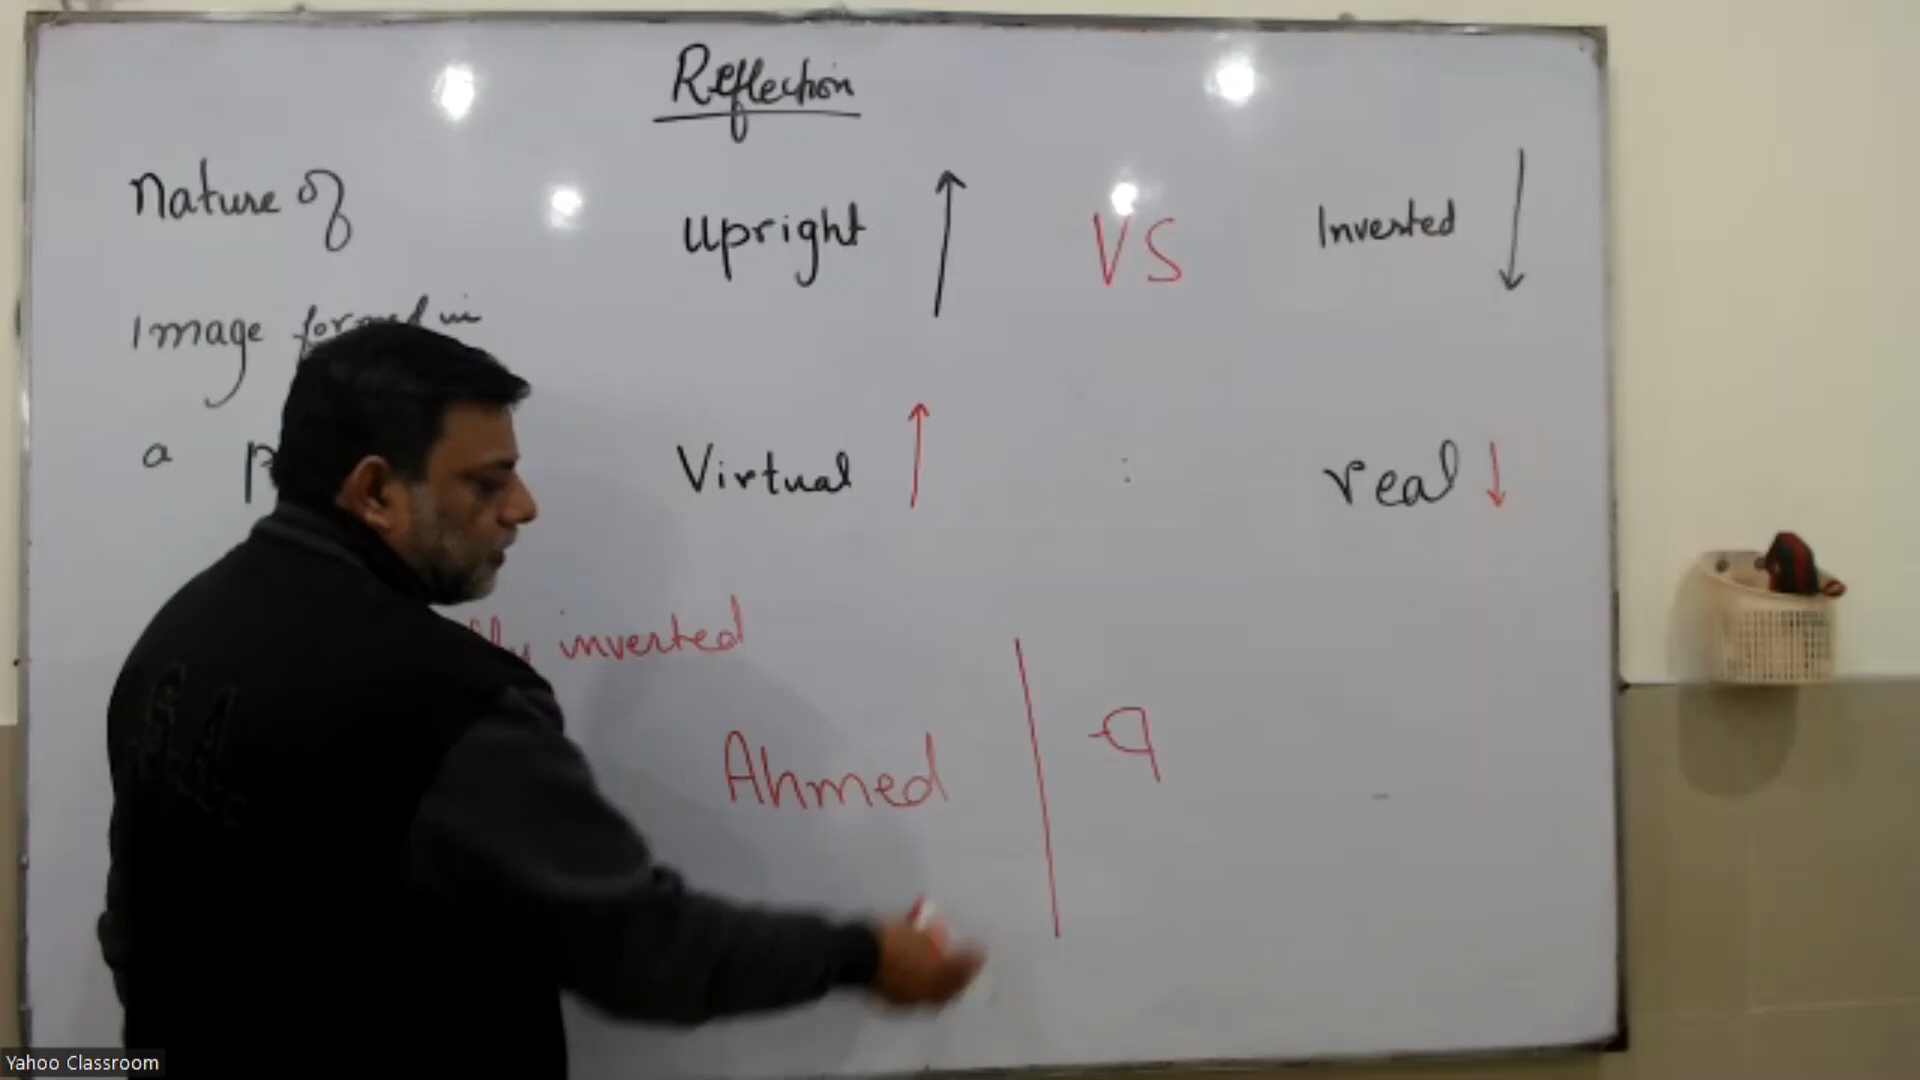 Reflection
Nature of
Upright
VS
Inverted
Image formed in
a
Virtual
:
real
inverted
Ahmed
Yahoo Classroom